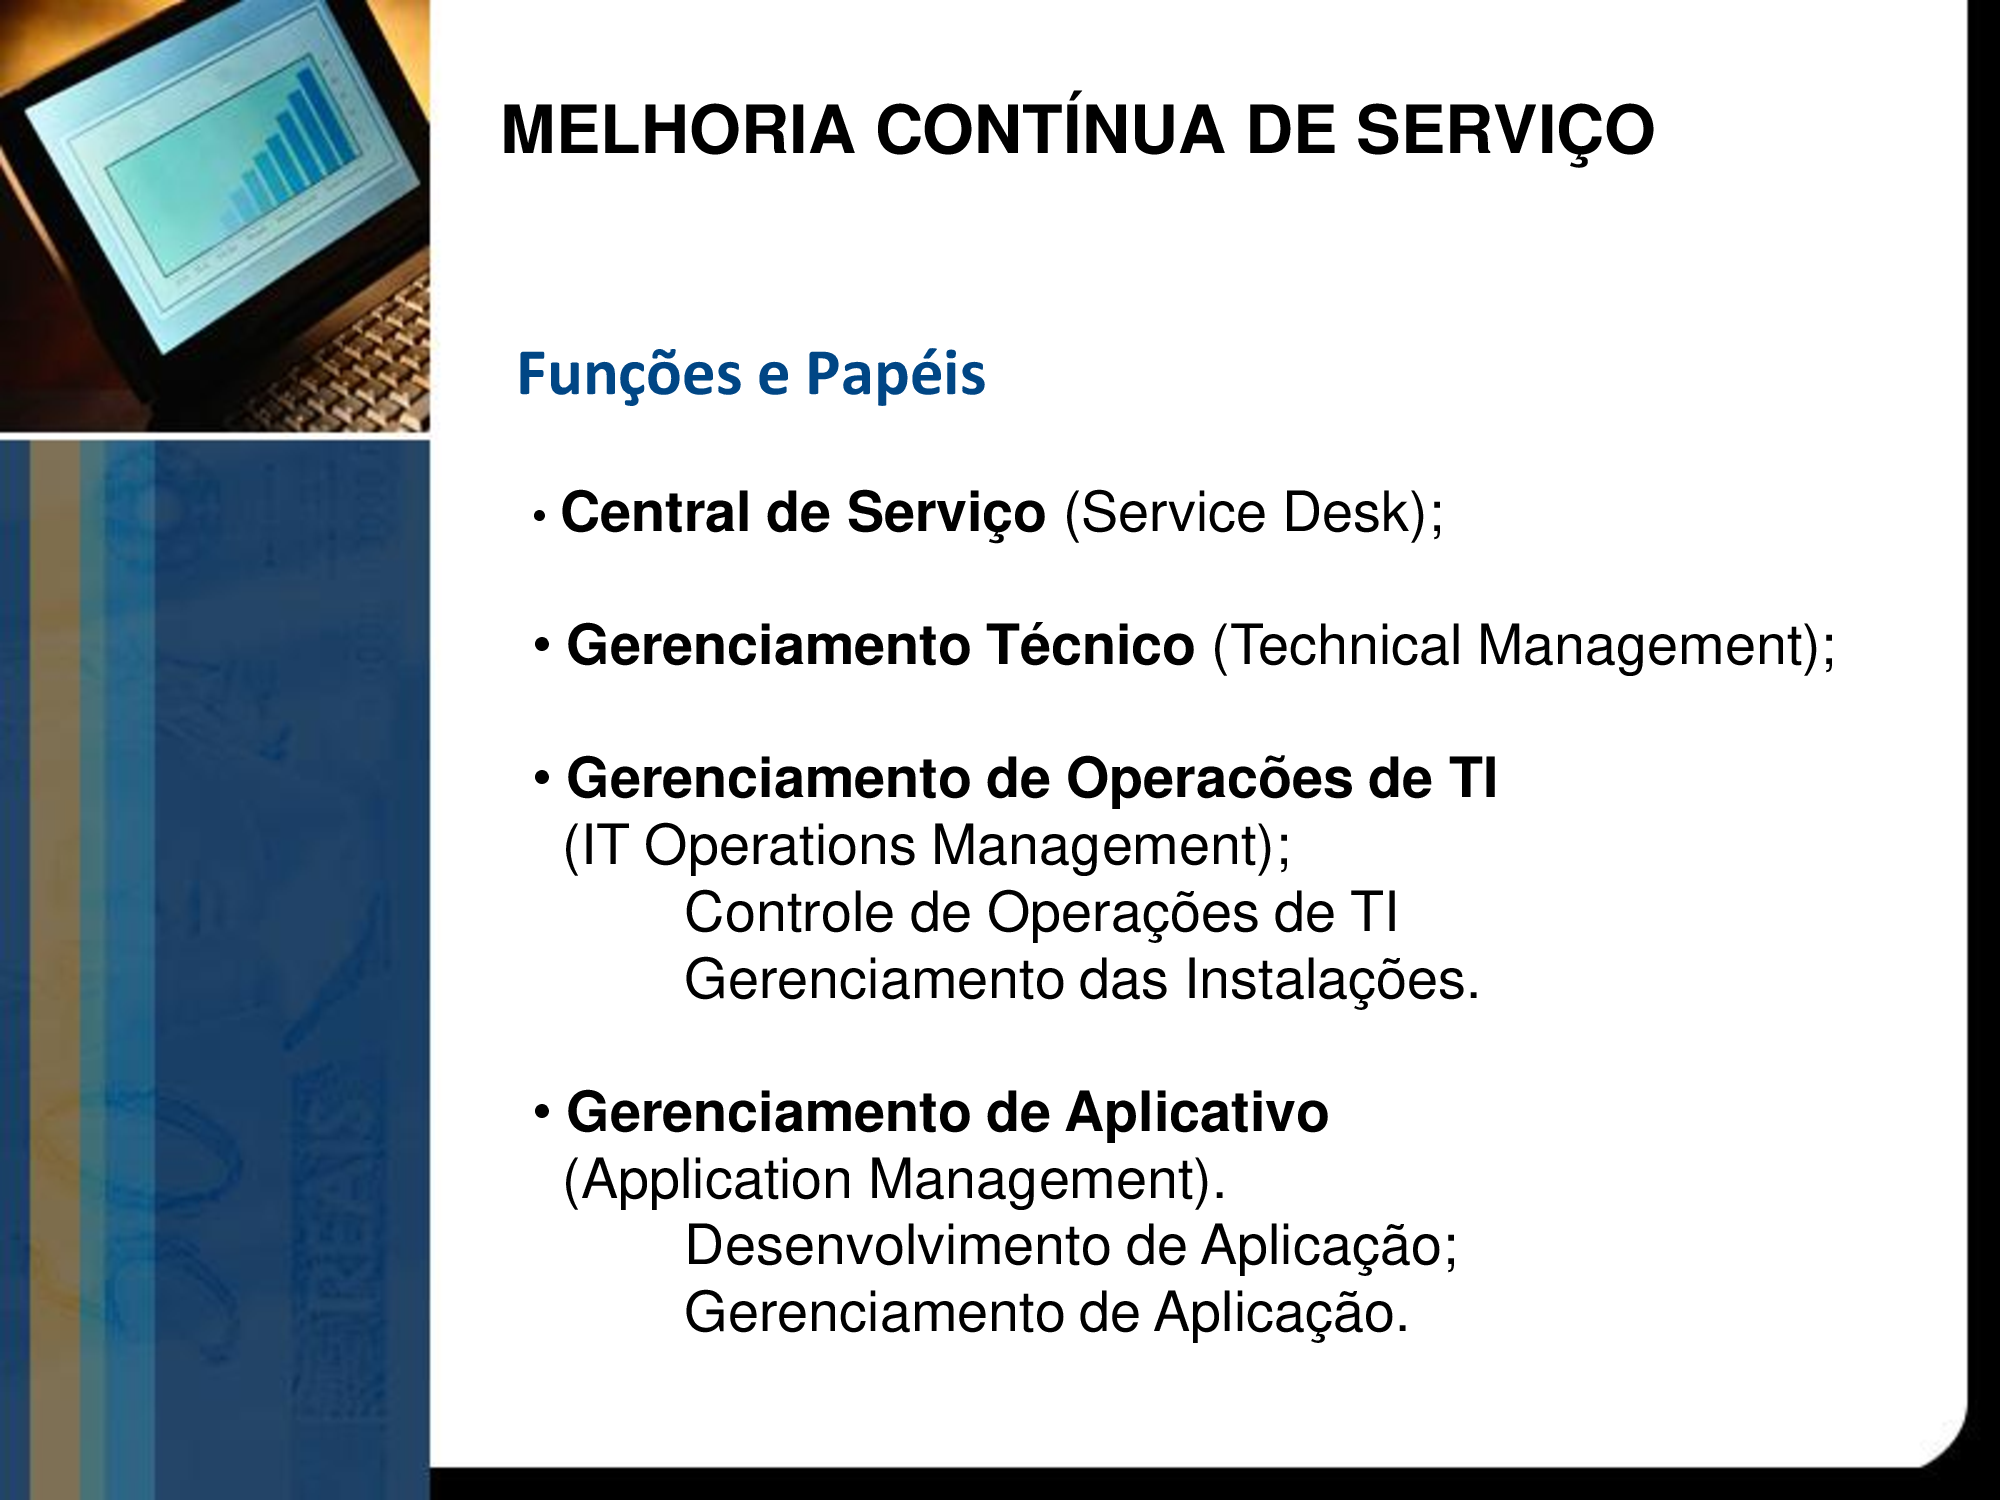 MELHORIA CONTÍNUA DE SERVIÇO
Funções e Papéis
• Central de Serviço (Service Desk);
• Gerenciamento Técnico (Technical Management);
• Gerenciamento de Operacões de TI
(IT Operations Management);
Controle de Operações de TI
Gerenciamento das Instalações.
• Gerenciamento de Aplicativo
(Application Management).
Desenvolvimento de Aplicação;
Gerenciamento de Aplicação.
REAIS